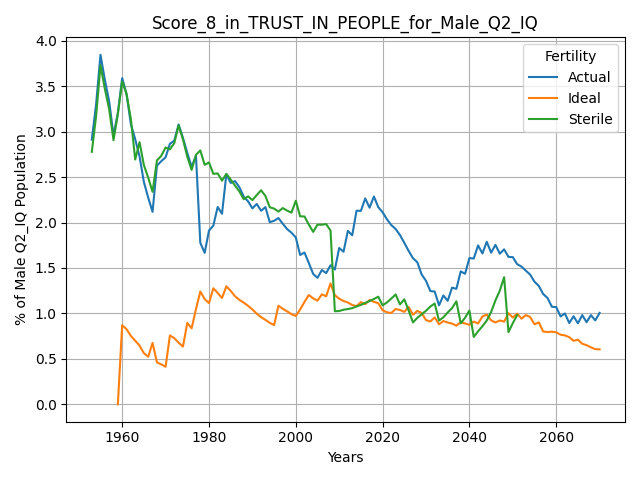 Score_8_in_TRUST_IN_PEOPLE_for_Male_Q2_IQ
% of Male Q2_IQ Population
4.0
3.5
3.0
2.5
2.0
1.5
1.0
0.5
0.0
Fertility
Actual
Ideal
Sterile
1960
1980
2000
2020
2040
2060
Years